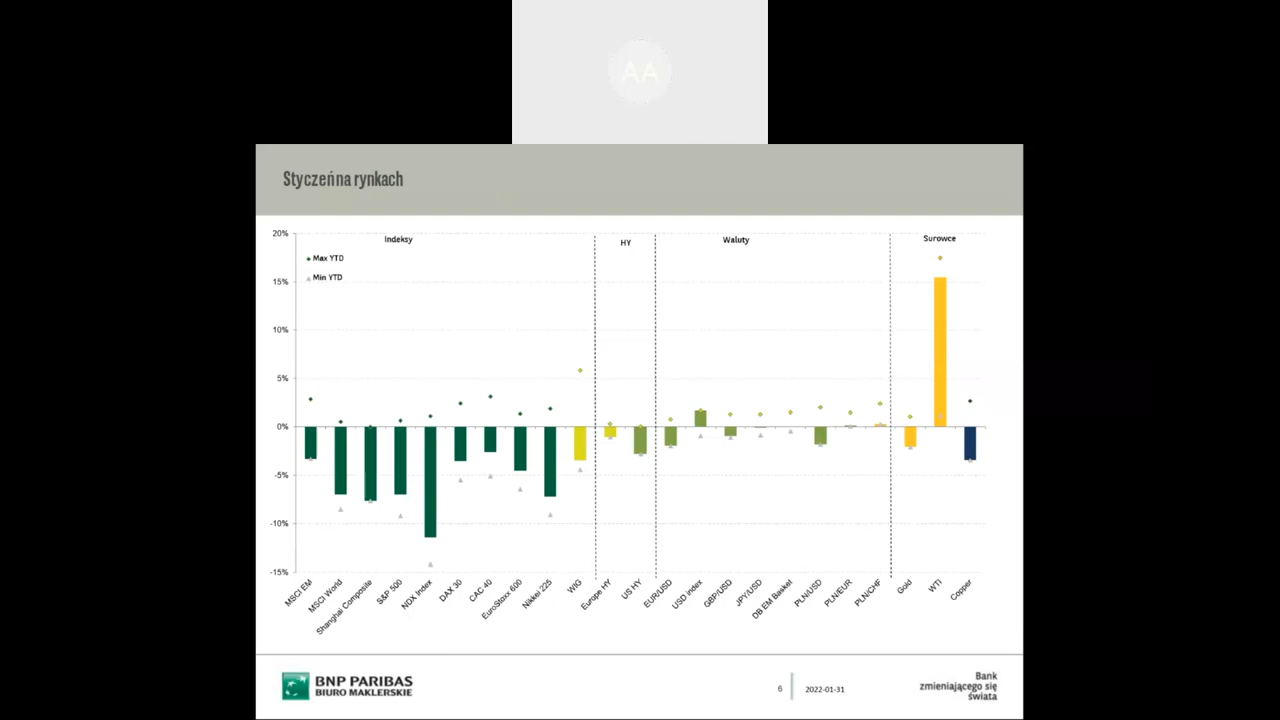 AA
Styczeń na rynkach
Indeksy
HY
Waluty
Surowce
Max YTD
Min YTD
20%
15%
10%
5%
0%
-5%
-10%
-15%
MSCI EM
MSCI World
Shanghai Composite
S&P 500
NDX Index
DAX 30
CAC 40
EuroStoxx 600
Nikkei 225
WIG
Europe HY
US HY
EUR/USD
USD index
GBP/USD
JPY/USD
DB EM Basket
PLN/USD
PLN/EUR
PLN/CHF
Gold
WTI
Copper
BNP PARIBAS
BIURO MAKLERSKIE
6
2022-01-31
Bank
zmieniającego się
świata